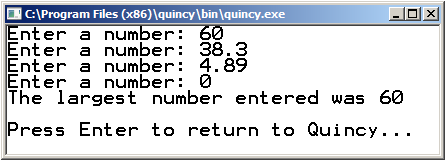 C:\Program Files (x86)\quincy\bin\quincy.exe
Enter a number: 60
Enter a number: 38.3
Enter a number: 4.89
Enter a number: 0
The largest number entered was 60
Press Enter to return to Quincy...